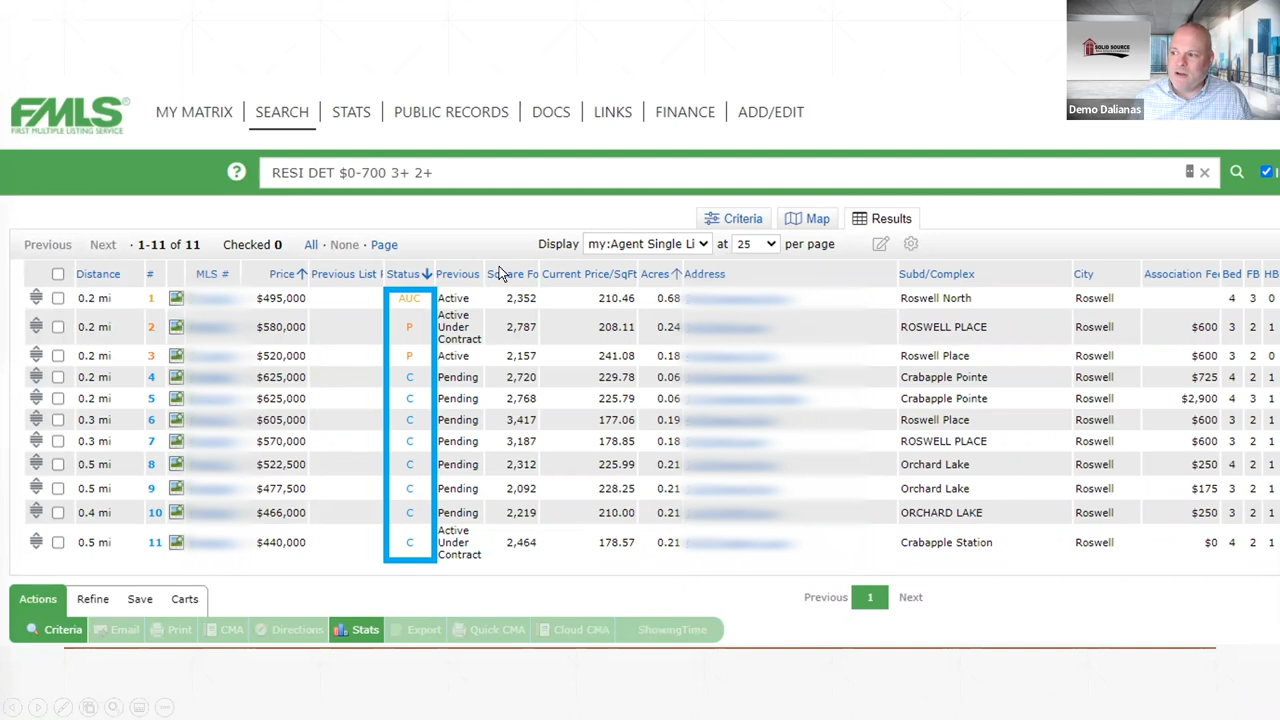 SOLID SOURCE
Demo Dalianas
FMLS®
FIRST MULTIPLE LISTING SERVICE
MY MATRIX SEARCH STATS PUBLIC RECORDS DOCS LINKS FINANCE ADD/EDIT
? RESI DET $0-700 3+ 2+
Criteria Map Results
Previous Next · 1-11 of 11 Checked 0 All · None · Page Display my:Agent Single Li at 25 per page
Distance # MLS # Price Previous List Status Previous Square Fo Current Price/SqFt Acres Address Subd/Complex City Association Fee Bed FB HB
0.2 mi 1 $495,000 AUC Active 2,352 210.46 0.68 Roswell North Roswell 4 3 0
0.2 mi 2 $580,000 P Active Under Contract 2,787 208.11 0.24 ROSWELL PLACE Roswell $600 3 2 1
0.2 mi 3 $520,000 P Active 2,157 241.08 0.18 Roswell Place Roswell $600 3 2 0
0.2 mi 4 $625,000 C Pending 2,720 229.78 0.06 Crabapple Pointe Roswell $725 4 2 1
0.2 mi 5 $625,000 C Pending 2,768 225.79 0.06 Crabapple Pointe Roswell $2,900 4 3 1
0.3 mi 6 $605,000 C Pending 3,417 177.06 0.19 Roswell Place Roswell $600 3 2 1
0.3 mi 7 $570,000 C Pending 3,187 178.85 0.18 ROSWELL PLACE Roswell $600 3 2 1
0.5 mi 8 $522,500 C Pending 2,312 225.99 0.21 Orchard Lake Roswell $250 4 2 1
0.5 mi 9 $477,500 C Pending 2,092 228.25 0.21 Orchard Lake Roswell $175 3 2 1
0.4 mi 10 $466,000 C Pending 2,219 210.00 0.21 ORCHARD LAKE Roswell $250 3 2 1
0.5 mi 11 $440,000 C Active Under Contract 2,464 178.57 0.21 Crabapple Station Roswell $0 4 2 1
Actions Refine Save Carts Previous 1 Next
Criteria Email Print CMA Directions Stats Export Quick CMA Cloud CMA ShowingTime